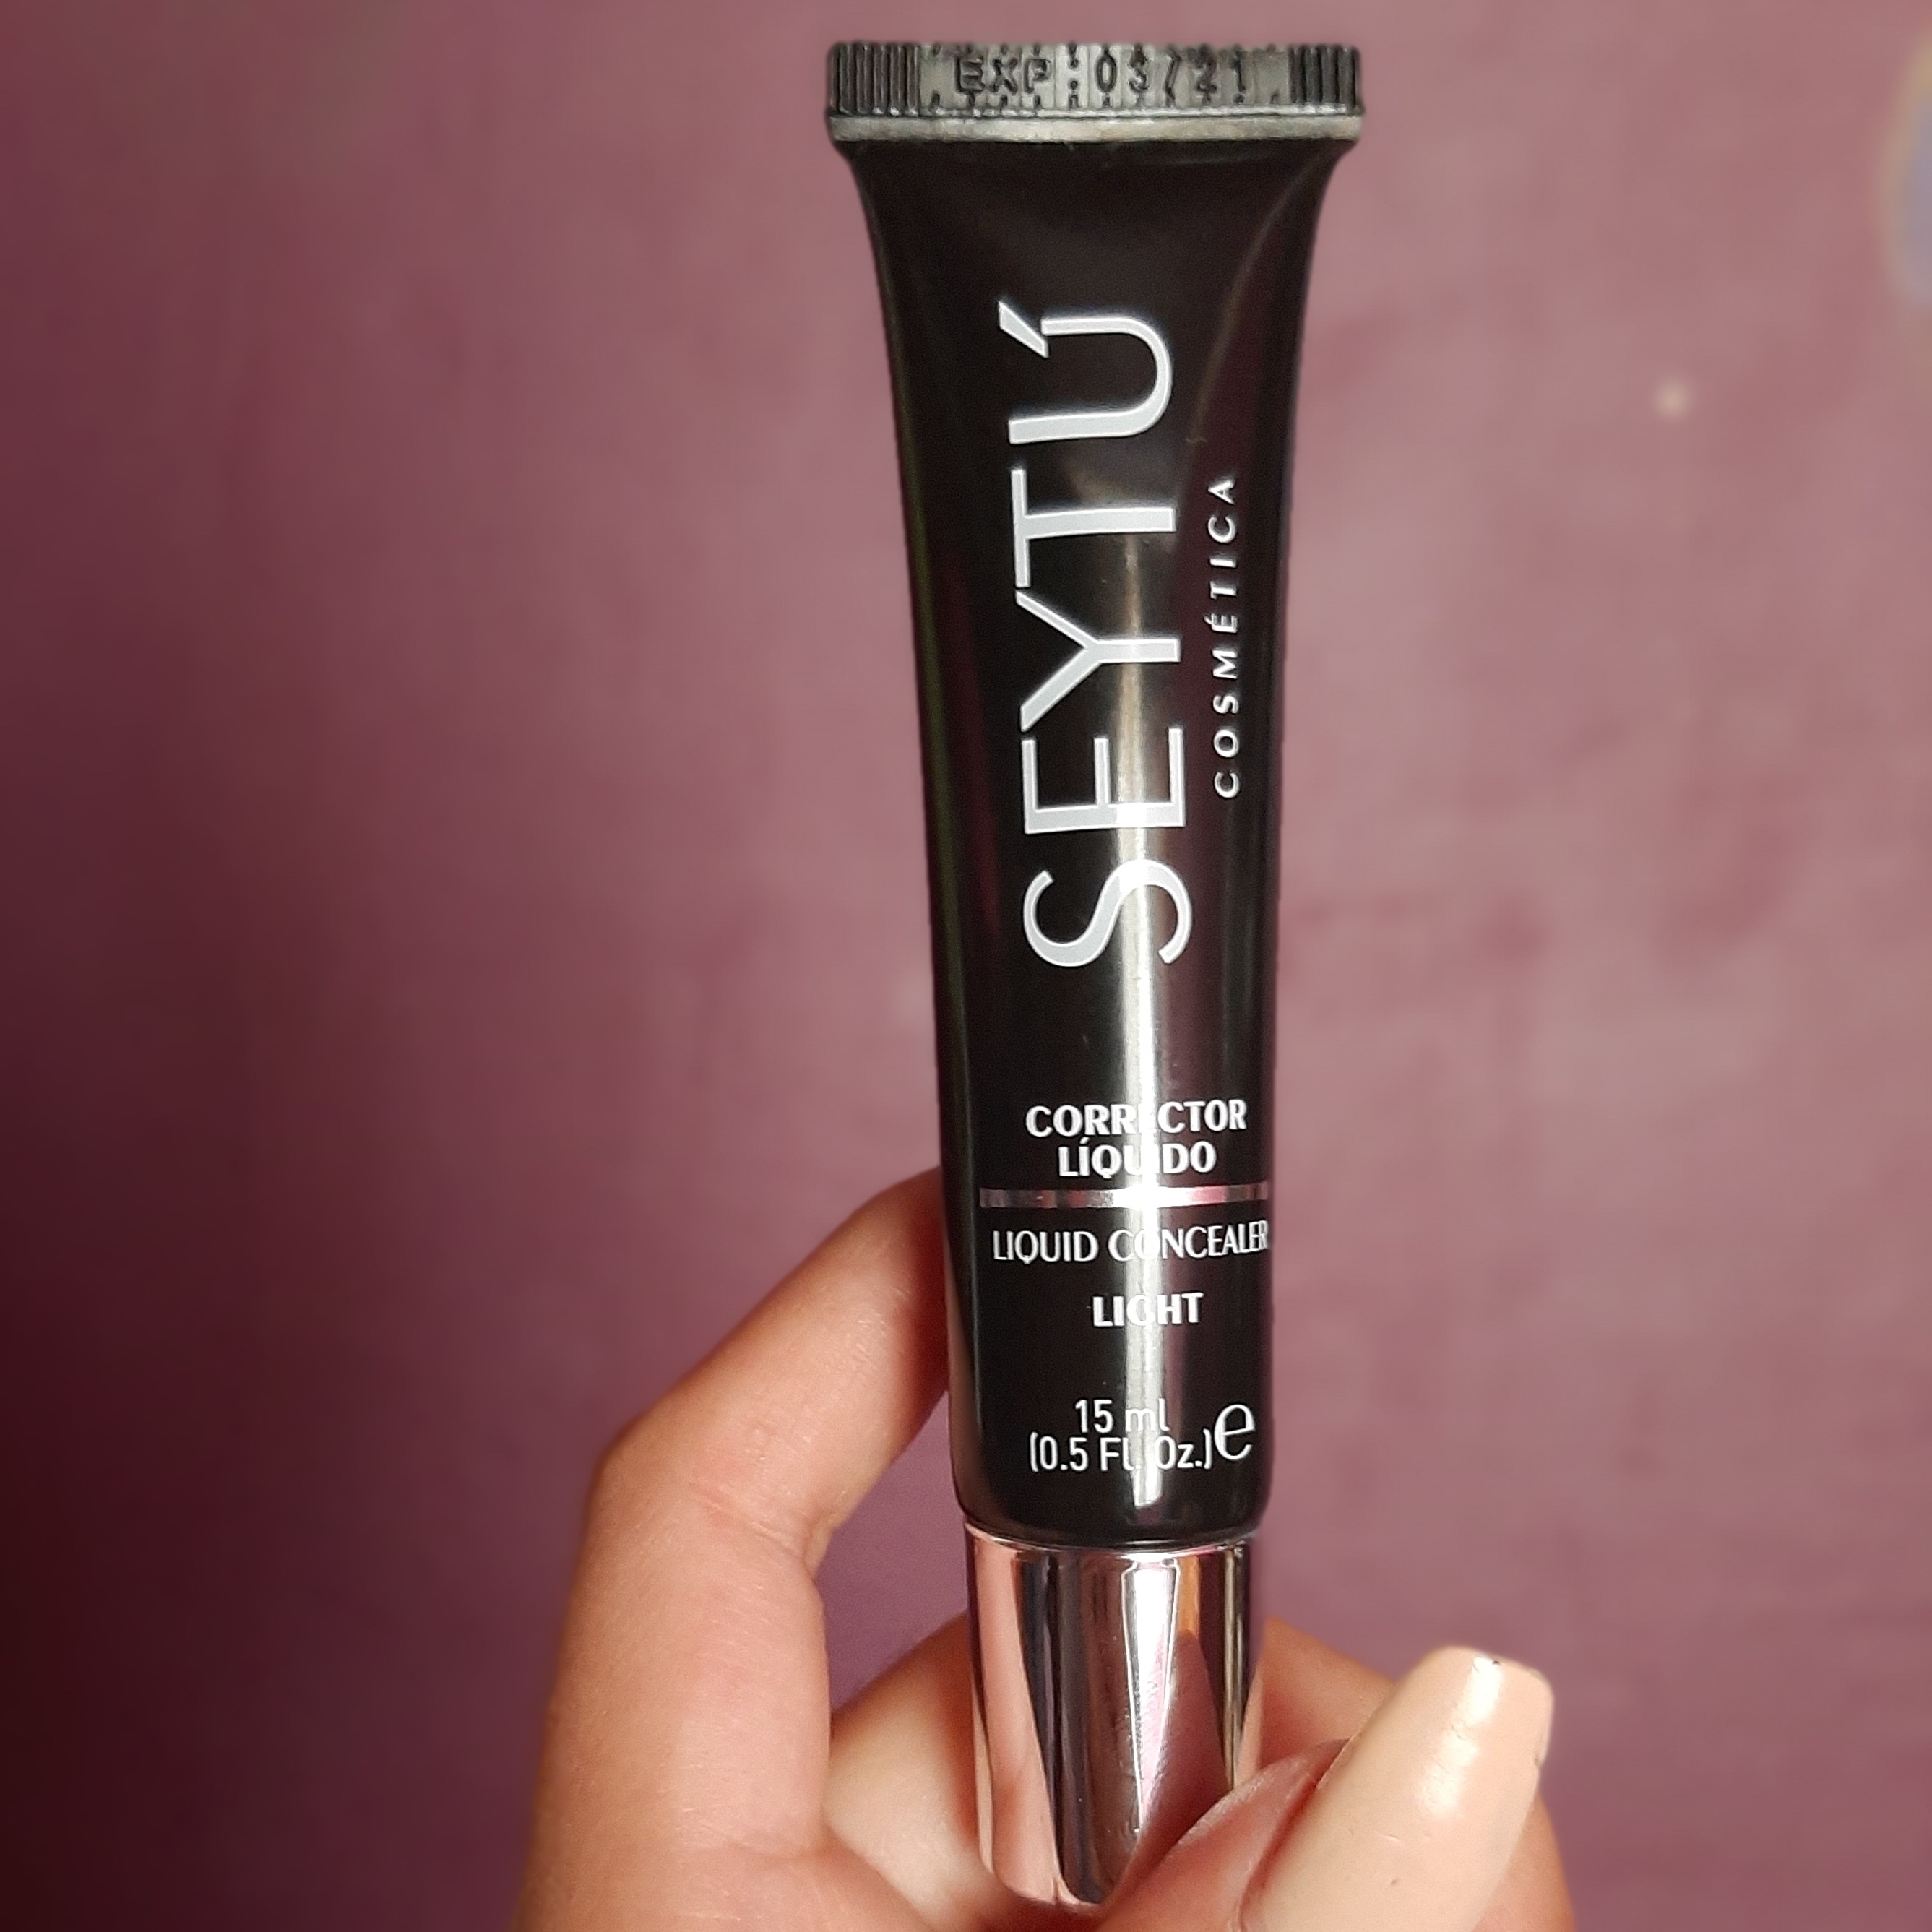 EXP:03/21
SEYTÚ
COSMÉTICA
CORRECTOR
LÍQUIDO
LIQUID CONCEALER
LIGHT
15 ml
(0.5 Fl. Oz.) e